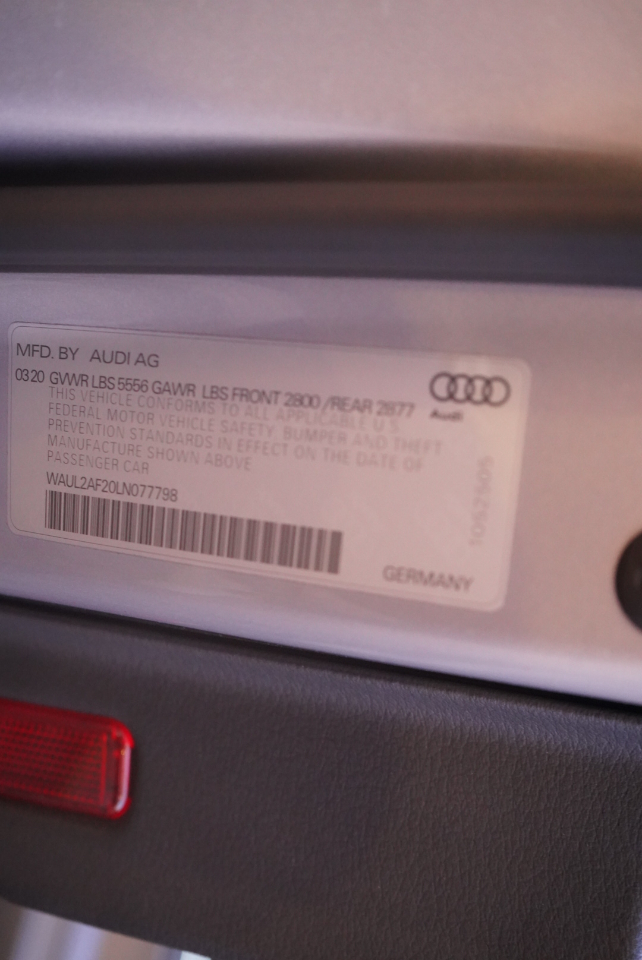 MFD. BY AUDI AG
0320 GVWR LBS 5556 GAWR LBS FRONT 2800 / REAR 2877
THIS VEHICLE CONFORMS TO ALL APPLICABLE U.S.
FEDERAL MOTOR VEHICLE SAFETY BUMPER AND THEFT
PREVENTION STANDARDS IN EFFECT ON THE DATE OF
MANUFACTURE SHOWN ABOVE
PASSENGER CAR
WAUL2AF20LN077798
GERMANY
Audi